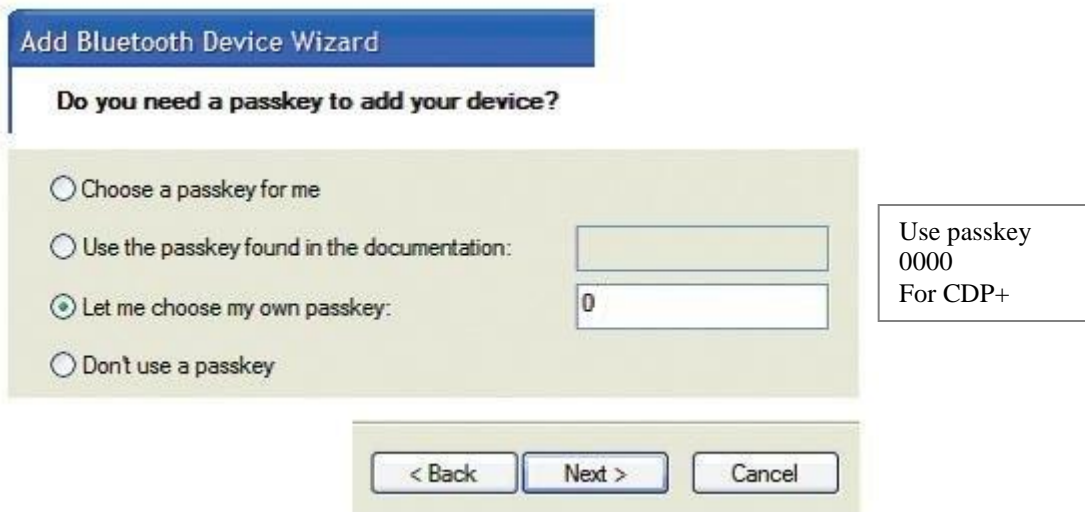 Add Bluetooth Device Wizard
Do you need a passkey to add your device?
Choose a passkey for me
Use the passkey found in the documentation:
Let me choose my own passkey:
0
Don't use a passkey
Use passkey
0000
For CDP+
< Back
Next >
Cancel